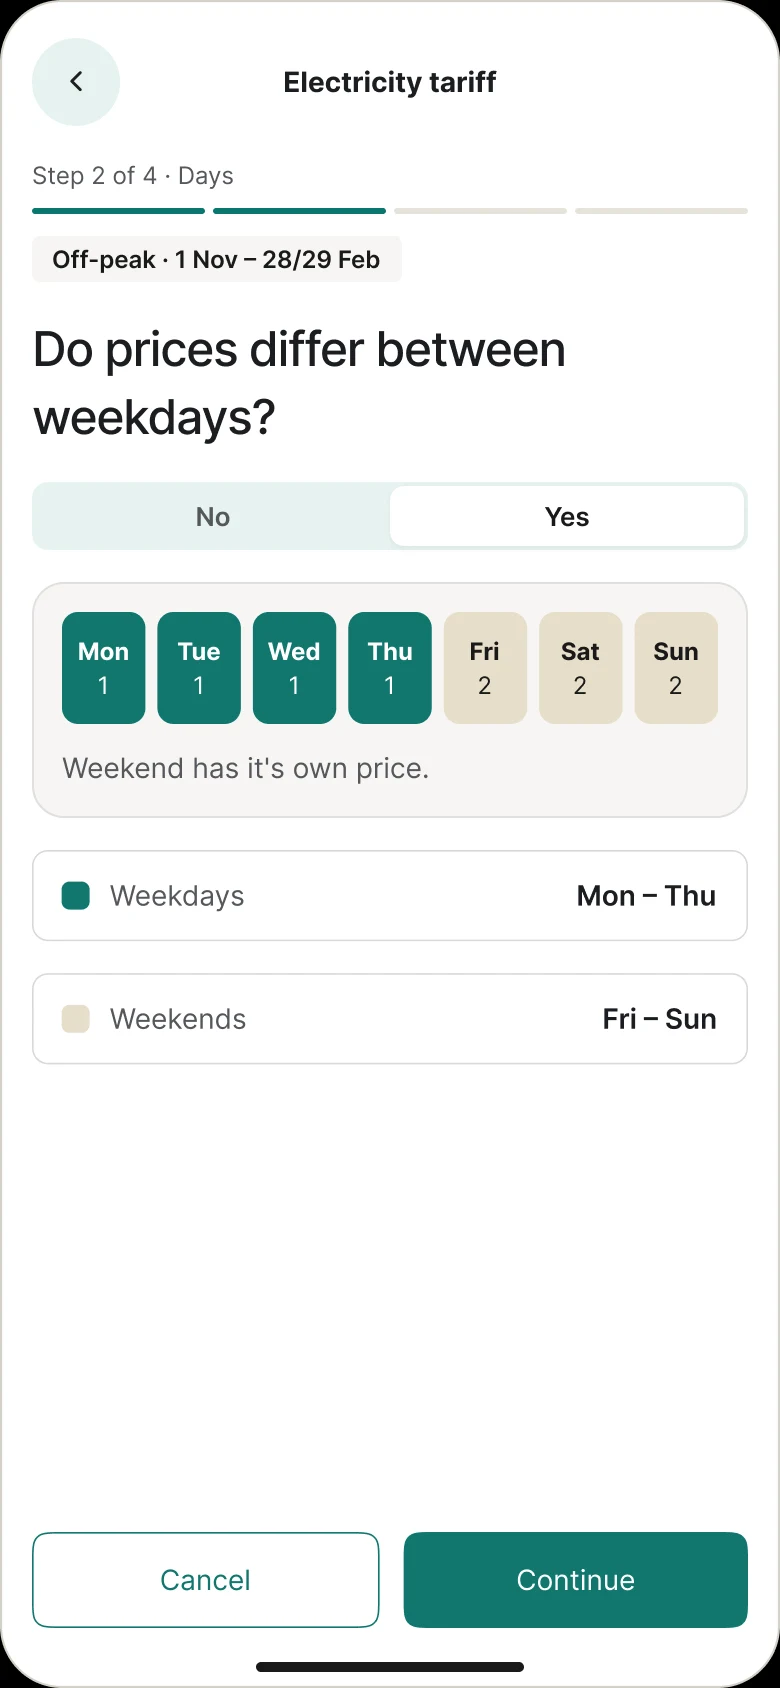 Electricity tariff
Step 2 of 4 · Days
Off-peak · 1 Nov – 28/29 Feb
Do prices differ between
weekdays?
No Yes
Mon Tue Wed Thu Fri Sat Sun
1 1 1 1 2 2 2
Weekend has it's own price.
Weekdays Mon – Thu
Weekends Fri – Sun
Cancel Continue